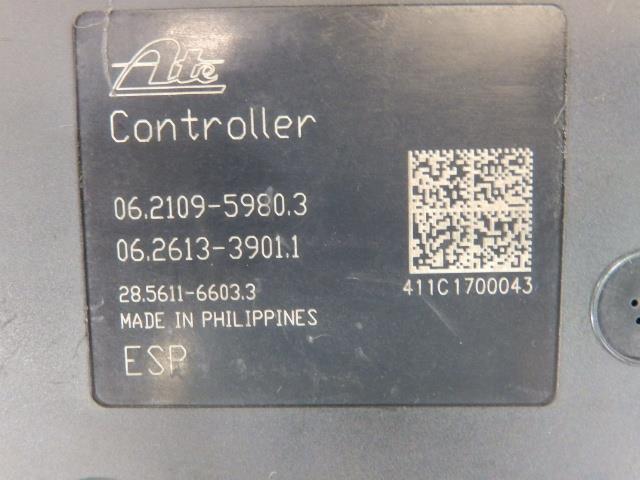 Ate
Controller
06.2109-5980.3
06.2613-3901.1
28.5611-6603.3
MADE IN PHILIPPINES
ESP
411C1700043